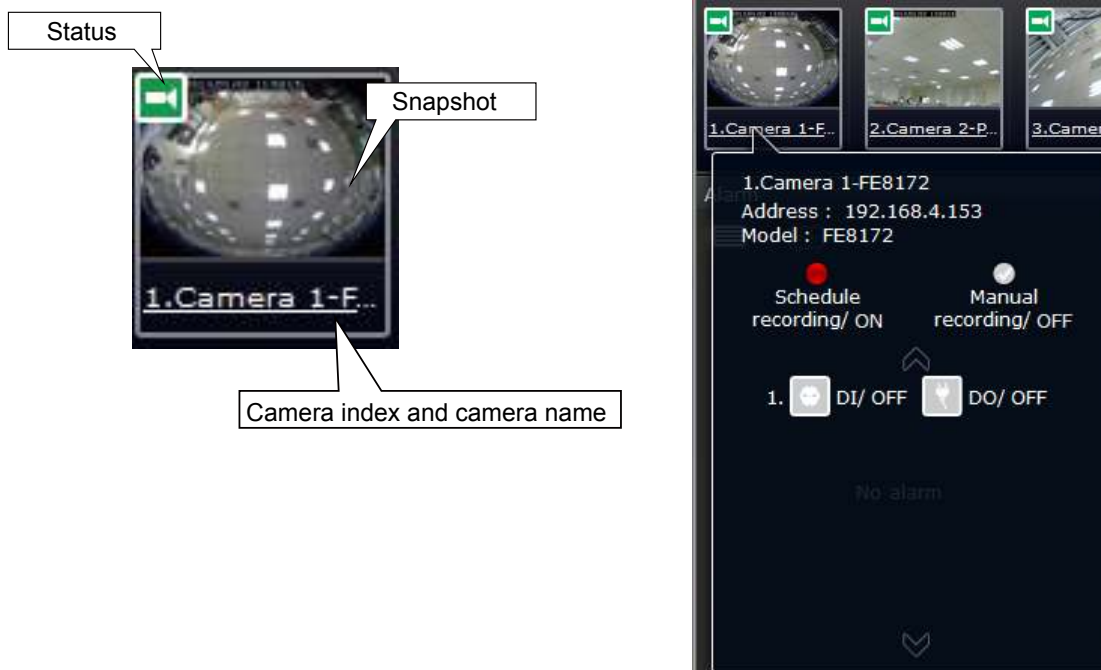 Status
Snapshot
1.Camera 1-F...
Camera index and camera name
1.Camera 1-F...
2.Camera 2-P...
3.Camer
1.Camera 1-FE8172
Address : 192.168.4.153
Model : FE8172
Schedule
recording/ ON
Manual
recording/ OFF
1. DI/ OFF DO/ OFF
No alarm
Alarm